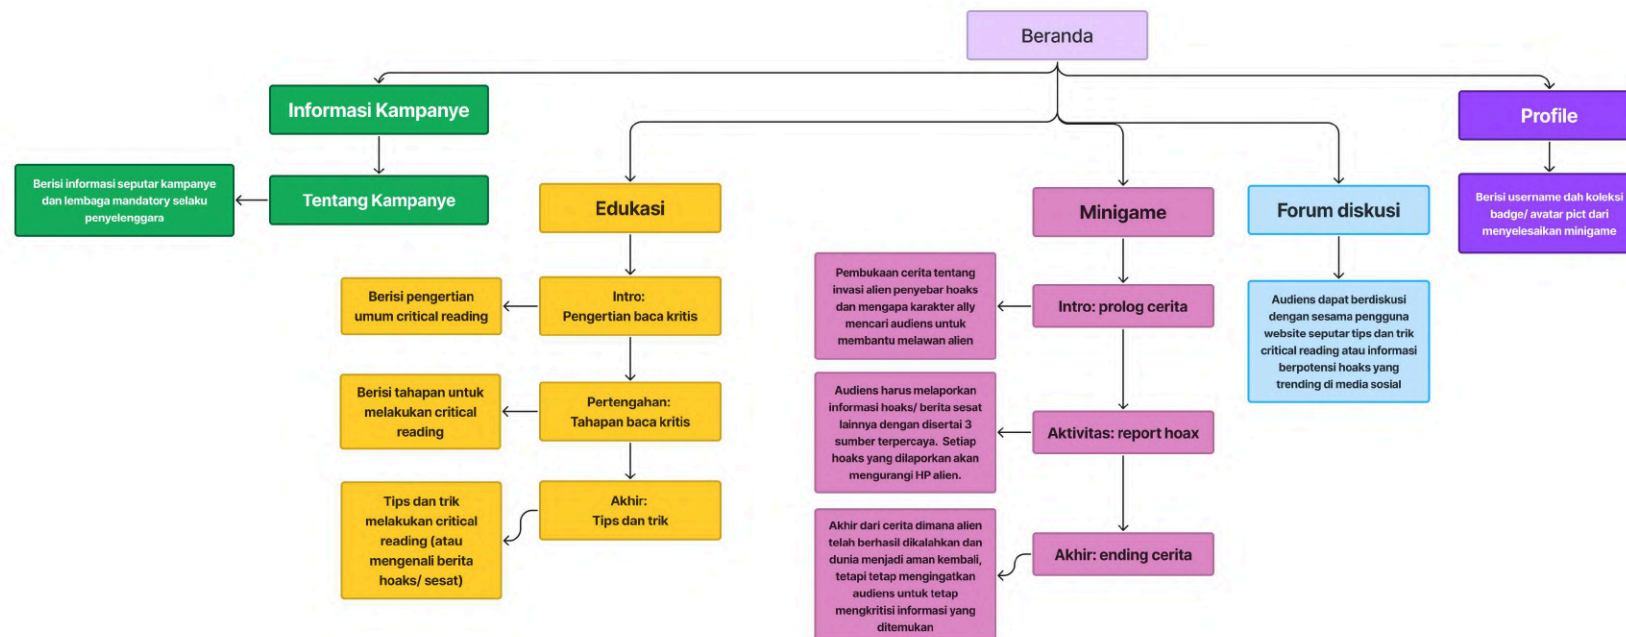 Beranda
Informasi Kampanye
Tentang Kampanye
Berisi informasi seputar kampanye
dan lembaga mandatory selaku
penyelenggara
Edukasi
Intro:
Pengertian baca kritis
Berisi pengertian
umum critical reading
Pertengahan:
Tahapan baca kritis
Berisi tahapan untuk
melakukan critical
reading
Akhir:
Tips dan trik
Tips dan trik
melakukan critical
reading (atau
mengenali berita
hoaks/ sesat)
Minigame
Intro: prolog cerita
Pembukaan cerita tentang
invasi alien penyebar hoaks
dan mengapa karakter ally
mencari audiens untuk
membantu melawan alien
Aktivitas: report hoax
Audiens harus melaporkan
informasi hoaks/ berita sesat
lainnya dengan disertai 3
sumber terpercaya. Setiap
hoaks yang dilaporkan akan
mengurangi HP alien.
Akhir: ending cerita
Akhir dari cerita dimana alien
telah berhasil dikalahkan dan
dunia menjadi aman kembali,
tetapi tetap mengingatkan
audiens untuk tetap
mengkritisi informasi yang
ditemukan
Forum diskusi
Audiens dapat berdiskusi
dengan sesama pengguna
website seputar tips dan trik
critical reading atau informasi
berpotensi hoaks yang
trending di media sosial
Profile
Berisi username dah koleksi
badge/ avatar pict dari
menyelesaikan minigame